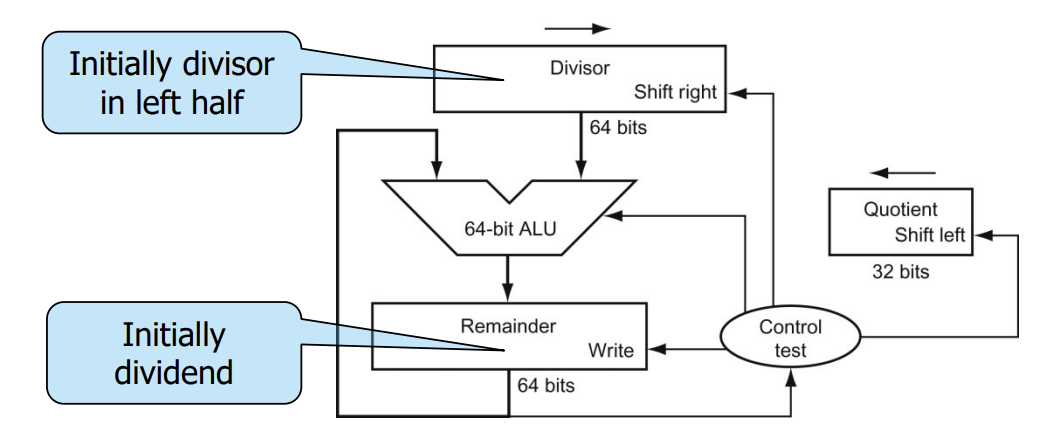 Initially divisor
in left half
Divisor
Shift right
64 bits
64-bit ALU
Quotient
Shift left
32 bits
Initially
dividend
Remainder
Write
64 bits
Control
test